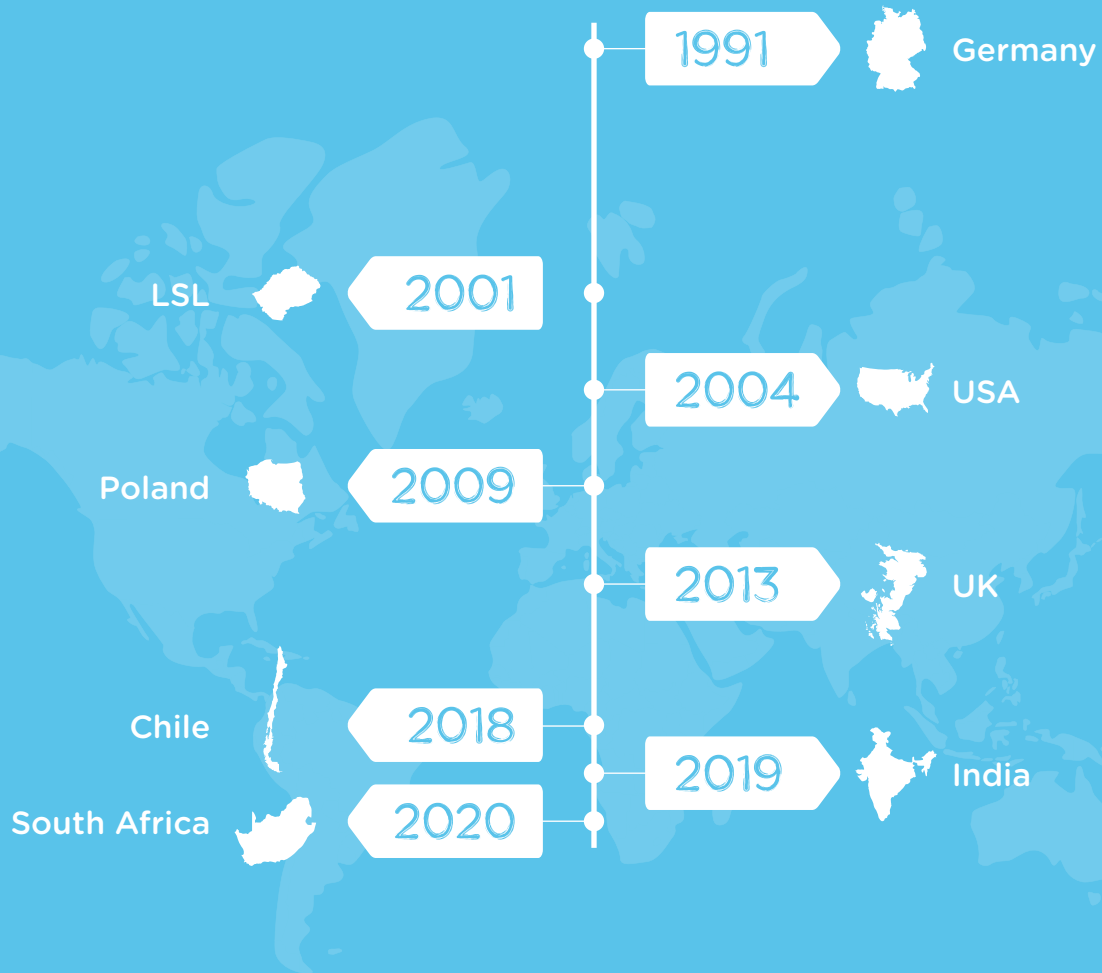 1991
Germany
LSL
2001
2004
USA
Poland
2009
2013
UK
Chile
2018
2019
India
South Africa
2020